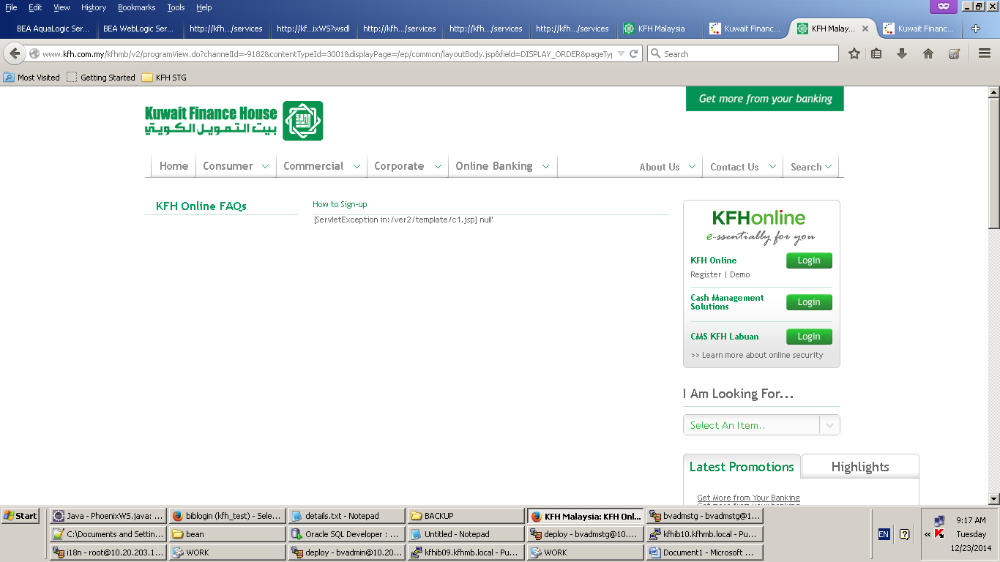 File Edit View History Bookmarks Tools Help
BEA AquaLogic Ser... BEA WebLogic Serv... http://kfh.../services http://kf...ixWS?wsdl http://kfh.../services http://kfh.../services http://kfh.../services KFH Malaysia Kuwait Financ... KFH Malay... Kuwait Financ...
www.kfh.com.my/kfhmb/v2/programView.do?channelId=-9182&contentTypeId=3001&displayPage=/ep/common/layoutBody.jsp&field=DISPLAY_ORDER&pageTyp Search
Most Visited Getting Started KFH STG
Get more from your banking
Kuwait Finance House
بيت التمويل الكويتي
Home Consumer Commercial Corporate Online Banking About Us Contact Us Search
KFH Online FAQs
How to Sign-up
[ServletException in:/ver2/template/c1.jsp] null'
KFHonline
e-ssentially for you
KFH Online Login
Register | Demo
Cash Management
Solutions
Login
CMS KFH Labuan Login
>> Learn more about online security
I Am Looking For...
Select An Item..
Latest Promotions Highlights
Get More from Your Banking
Get more from your banking
Start Java - PhoenixWS.java: ... biblogin (kfh_test) - Sele... details.txt - Notepad BACKUP KFH Malaysia: KFH Onl... bvadmstg - bvadmstg@1... 9:17 AM
C:\Documents and Settin... bean Oracle SQL Developer : ... Untitled - Notepad deploy - bvadmstg@10.... kfhib10.kfhmb.local - Pu... EN « Tuesday
i18n - root@10.20.203.1... WORK deploy - bvadmin@10.20... kfhib09.kfhmb.local - Pu... WORK Document1 - Microsoft ... 12/23/2014